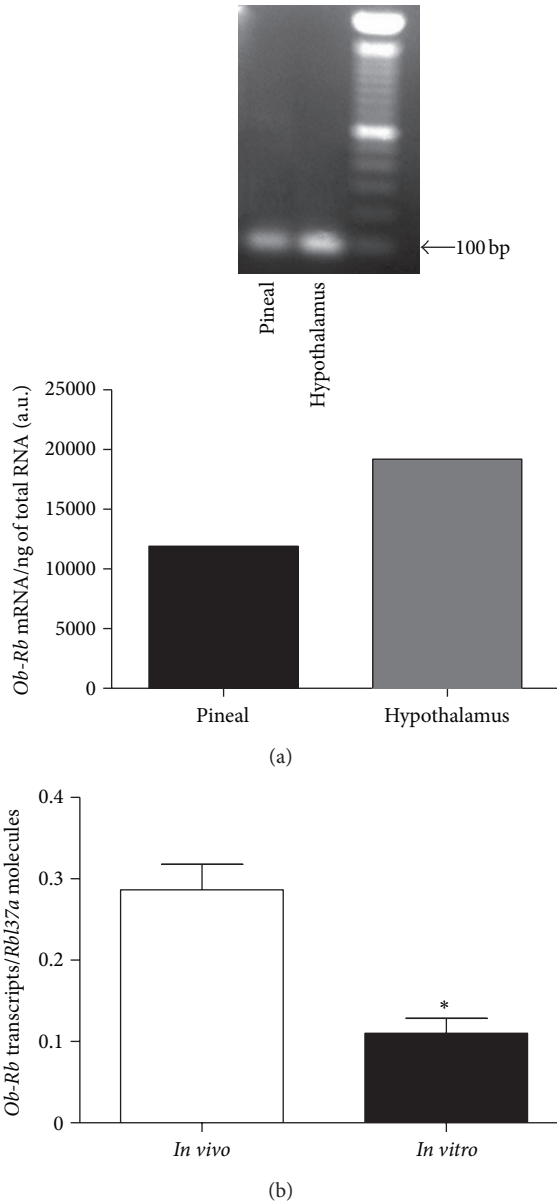 ←100 bp
Pineal
Hypothalamus
Ob-Rb mRNA/ng of total RNA (a.u.)
25000
20000
15000
10000
5000
0
Pineal
Hypothalamus
(a)
Ob-Rb transcripts/Rbl37a molecules
0.4
0.3
0.2
0.1
0
*
In vivo
In vitro
(b)